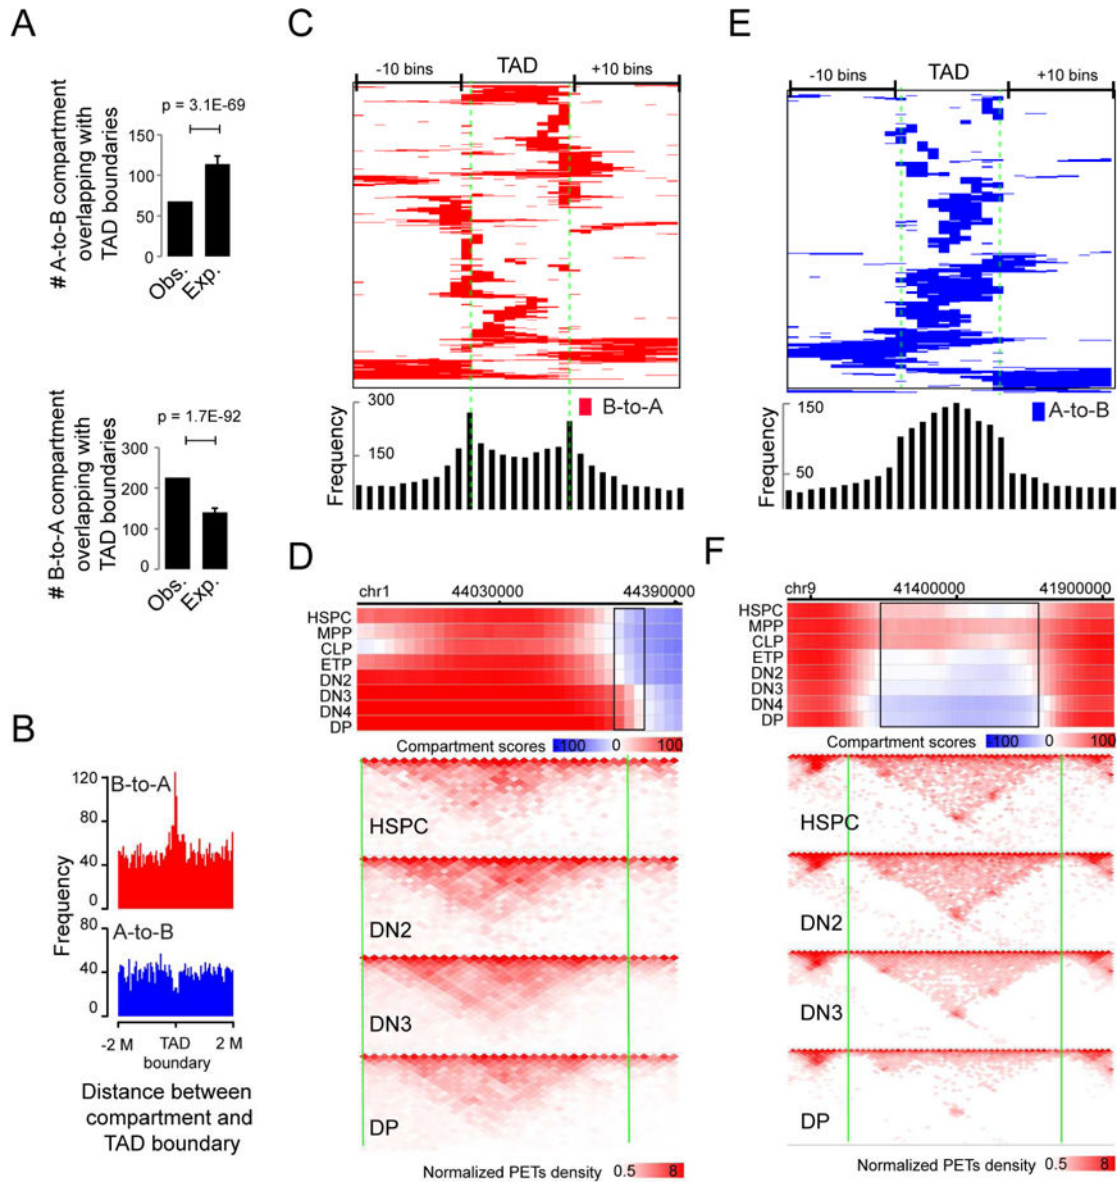 A
p = 3.1E-69
# A-to-B compartment
overlapping with
TAD boundaries
150
100
50
0
Obs.
Exp.
p = 1.7E-92
# B-to-A compartment
overlapping with
TAD boundaries
300
200
100
0
Obs.
Exp.
B
B-to-A
120
80
40
0
Frequency
A-to-B
80
40
0
-2 M
TAD
boundary
2 M
Distance between
compartment and
TAD boundary
C
-10 bins
TAD
+10 bins
300
150
Frequency
B-to-A
D
chr1
44030000
44390000
HSPC
MPP
CLP
ETP
DN2
DN3
DN4
DP
Compartment scores
-100
0
100
HSPC
DN2
DN3
DP
Normalized PETs density
0.5
8
E
-10 bins
TAD
+10 bins
150
50
Frequency
A-to-B
F
chr9
41400000
41900000
HSPC
MPP
CLP
ETP
DN2
DN3
DN4
DP
Compartment scores
-100
0
100
HSPC
DN2
DN3
DP
Normalized PETs density
0.5
8